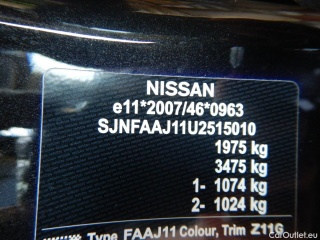 NISSAN
e11*2007/46*0963
SJNFAAJ11U2515010
1975 kg
3475 kg
1- 1074 kg
2- 1024 kg
Type FAAJ11 Colour, Trim Z11G
CarOutlet.eu